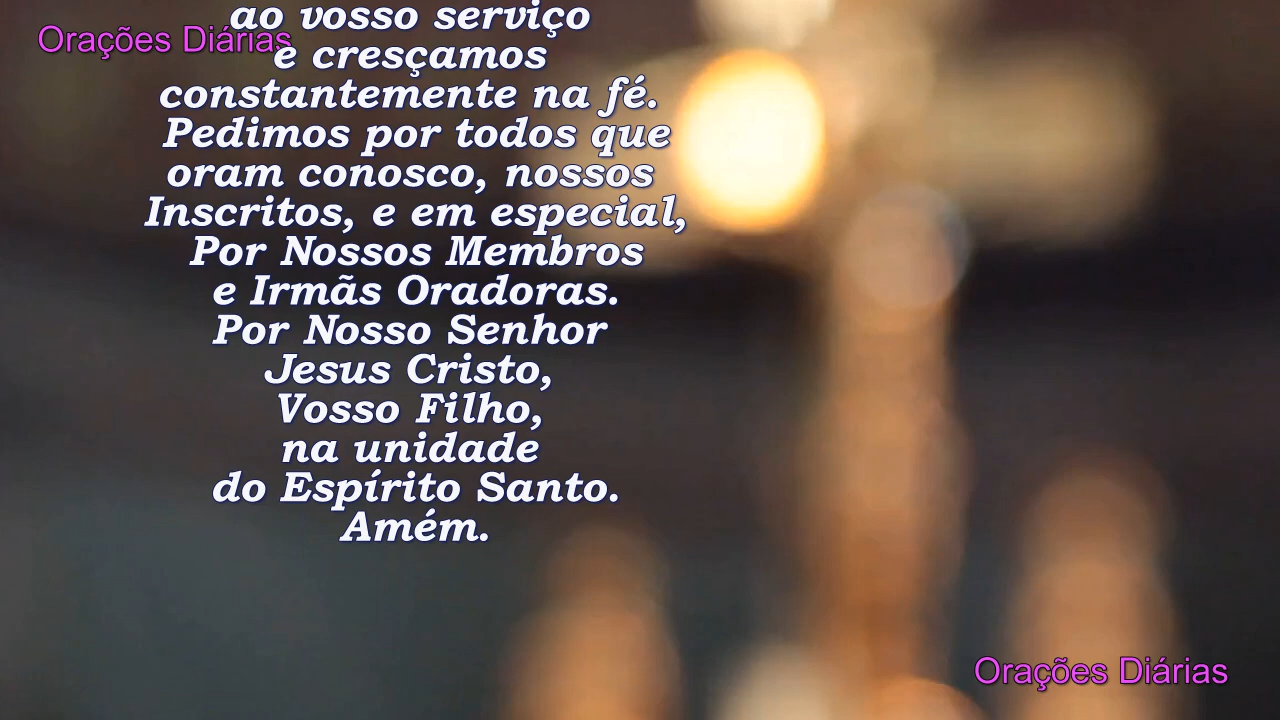 ao vosso serviço
Orações Diárias
e cresçamos
constantemente na fé.
Pedimos por todos que
oram conosco, nossos
Inscritos, e em especial,
Por Nossos Membros
e Irmãs Oradoras.
Por Nosso Senhor
Jesus Cristo,
Vosso Filho,
na unidade
do Espírito Santo.
Amém.
Orações Diárias